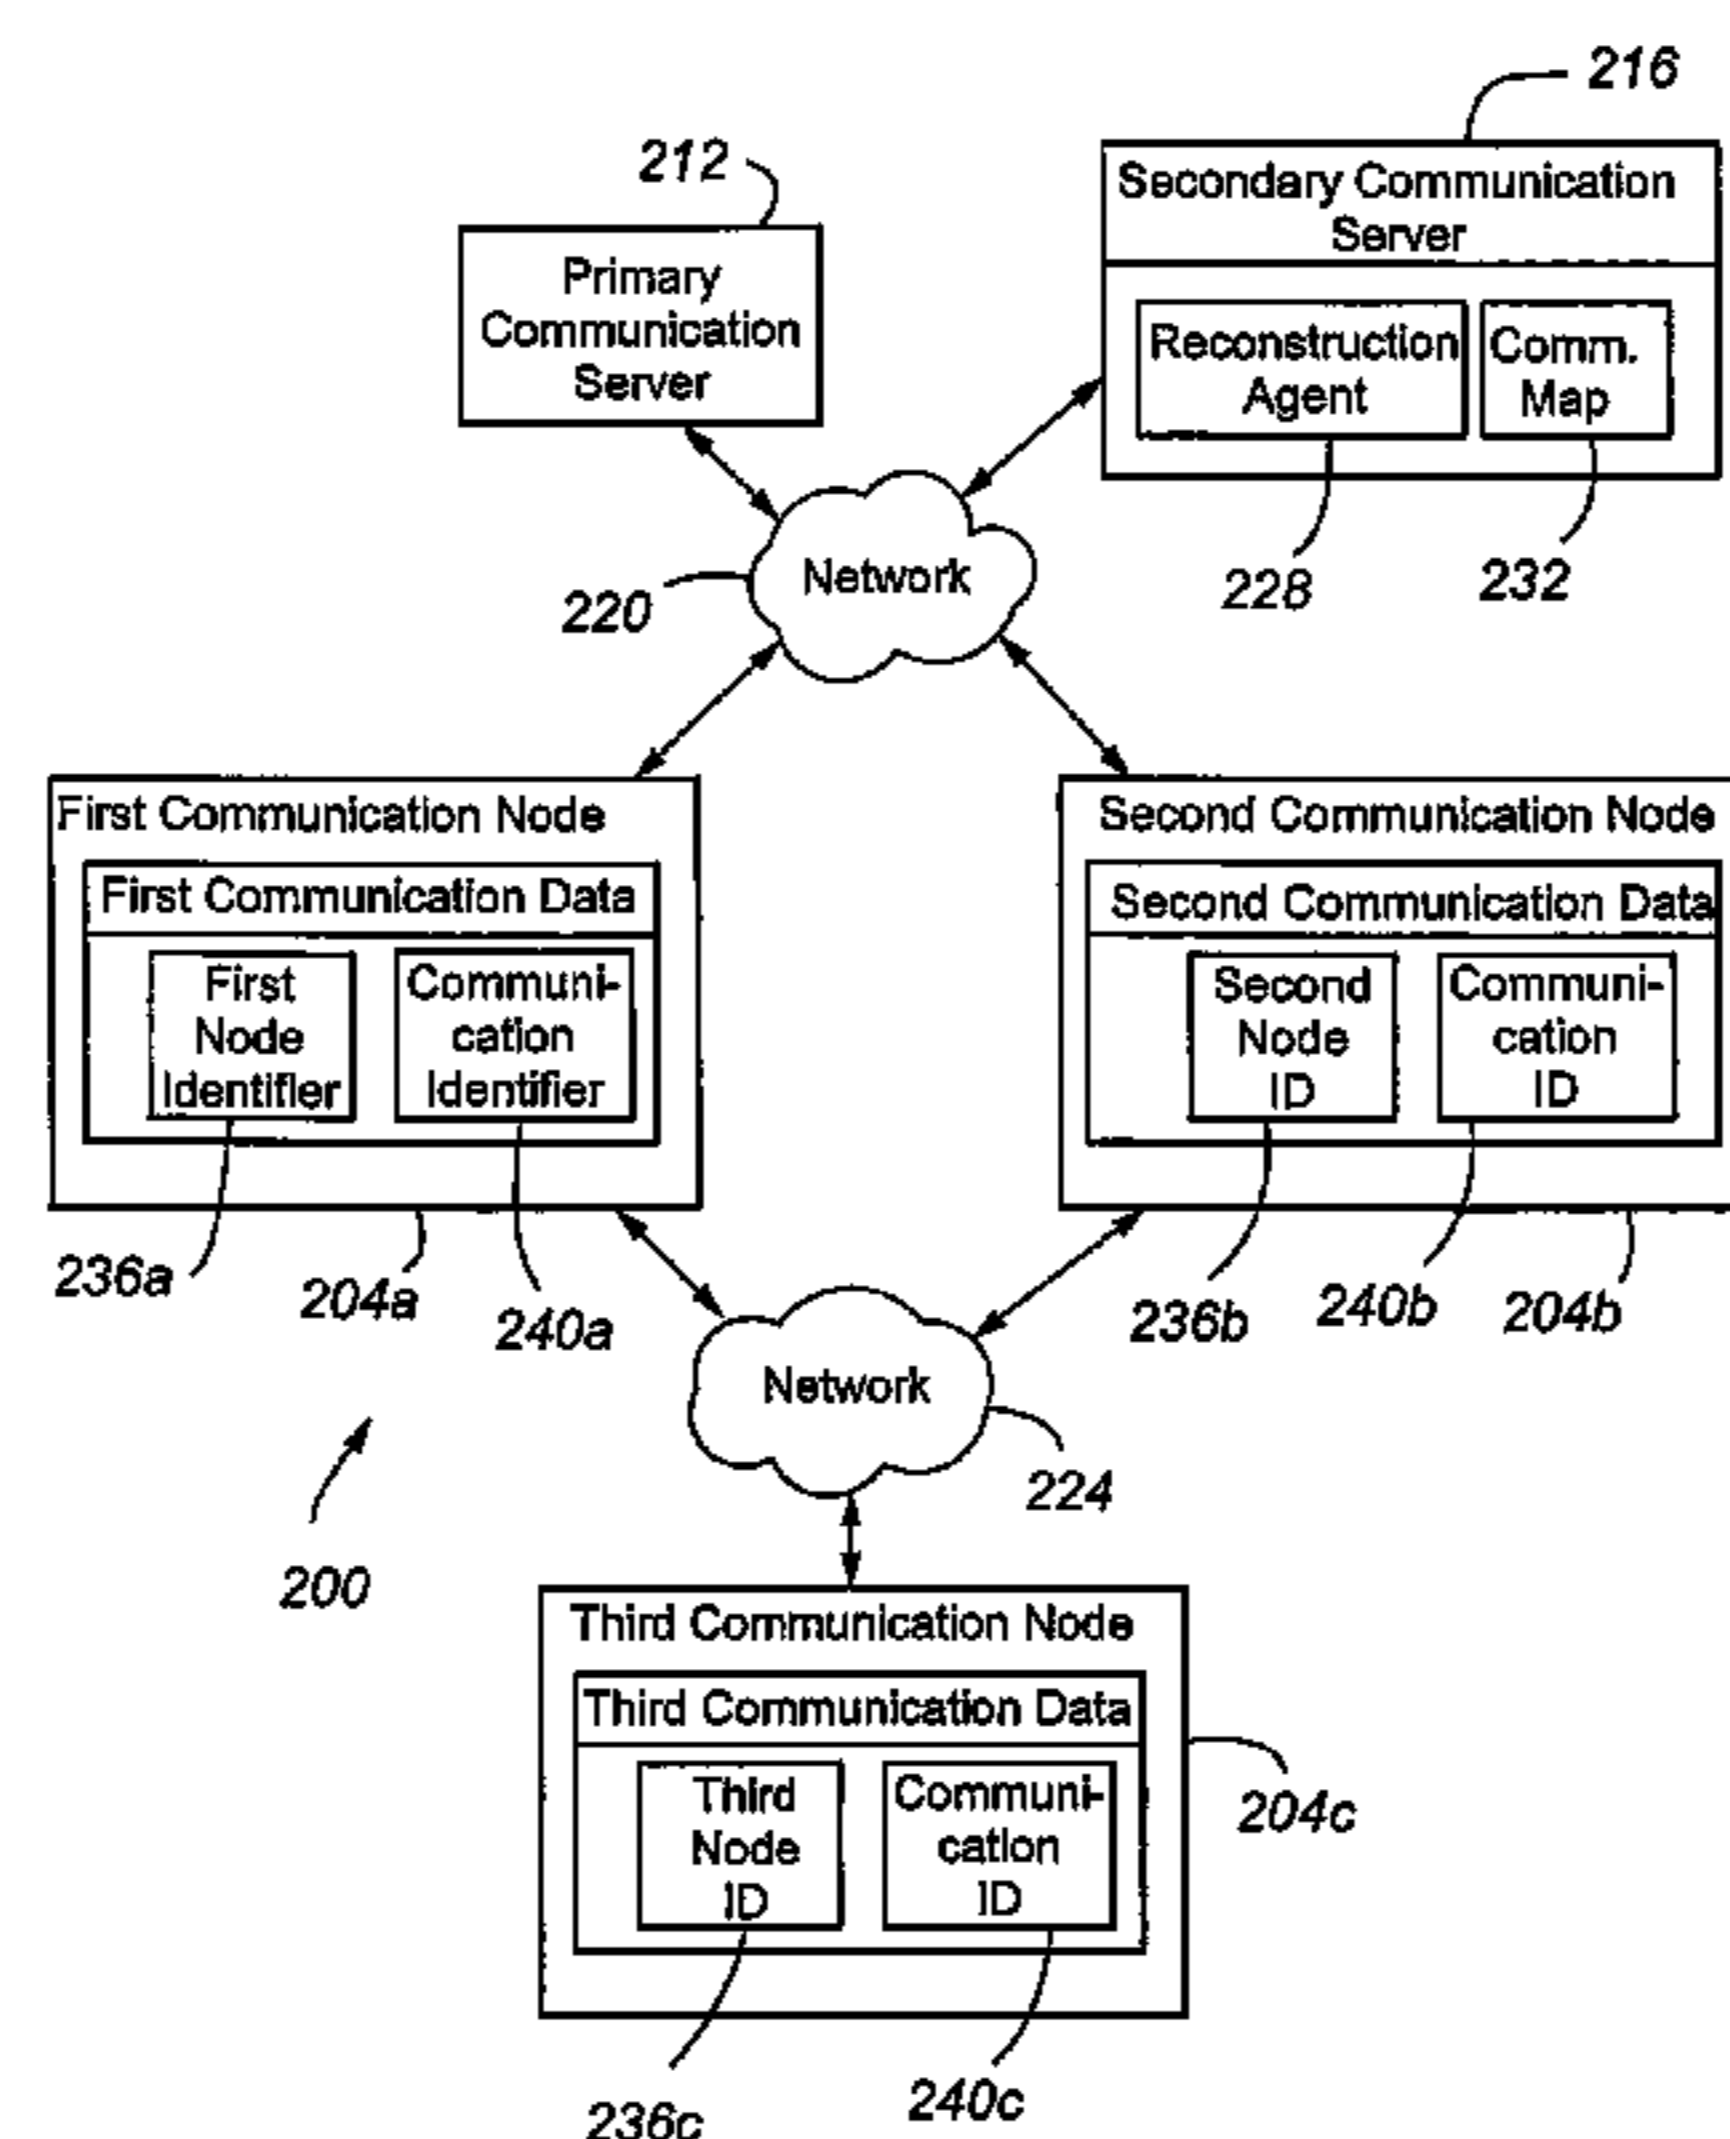 216
212
Secondary Communication
Server
Primary
Communication
Server
Reconstruction
Agent
Comm.
Map
Network
220
228
232
First Communication Node
First Communication Data
First
Node
Identifier
Communi-
cation
Identifier
Second Communication Node
Second Communication Data
Second
Node
ID
Communi-
cation
ID
236a
204a
240a
236b
240b
204b
Network
224
200
Third Communication Node
Third Communication Data
Third
Node
ID
Communi-
cation
ID
204c
236c
240c